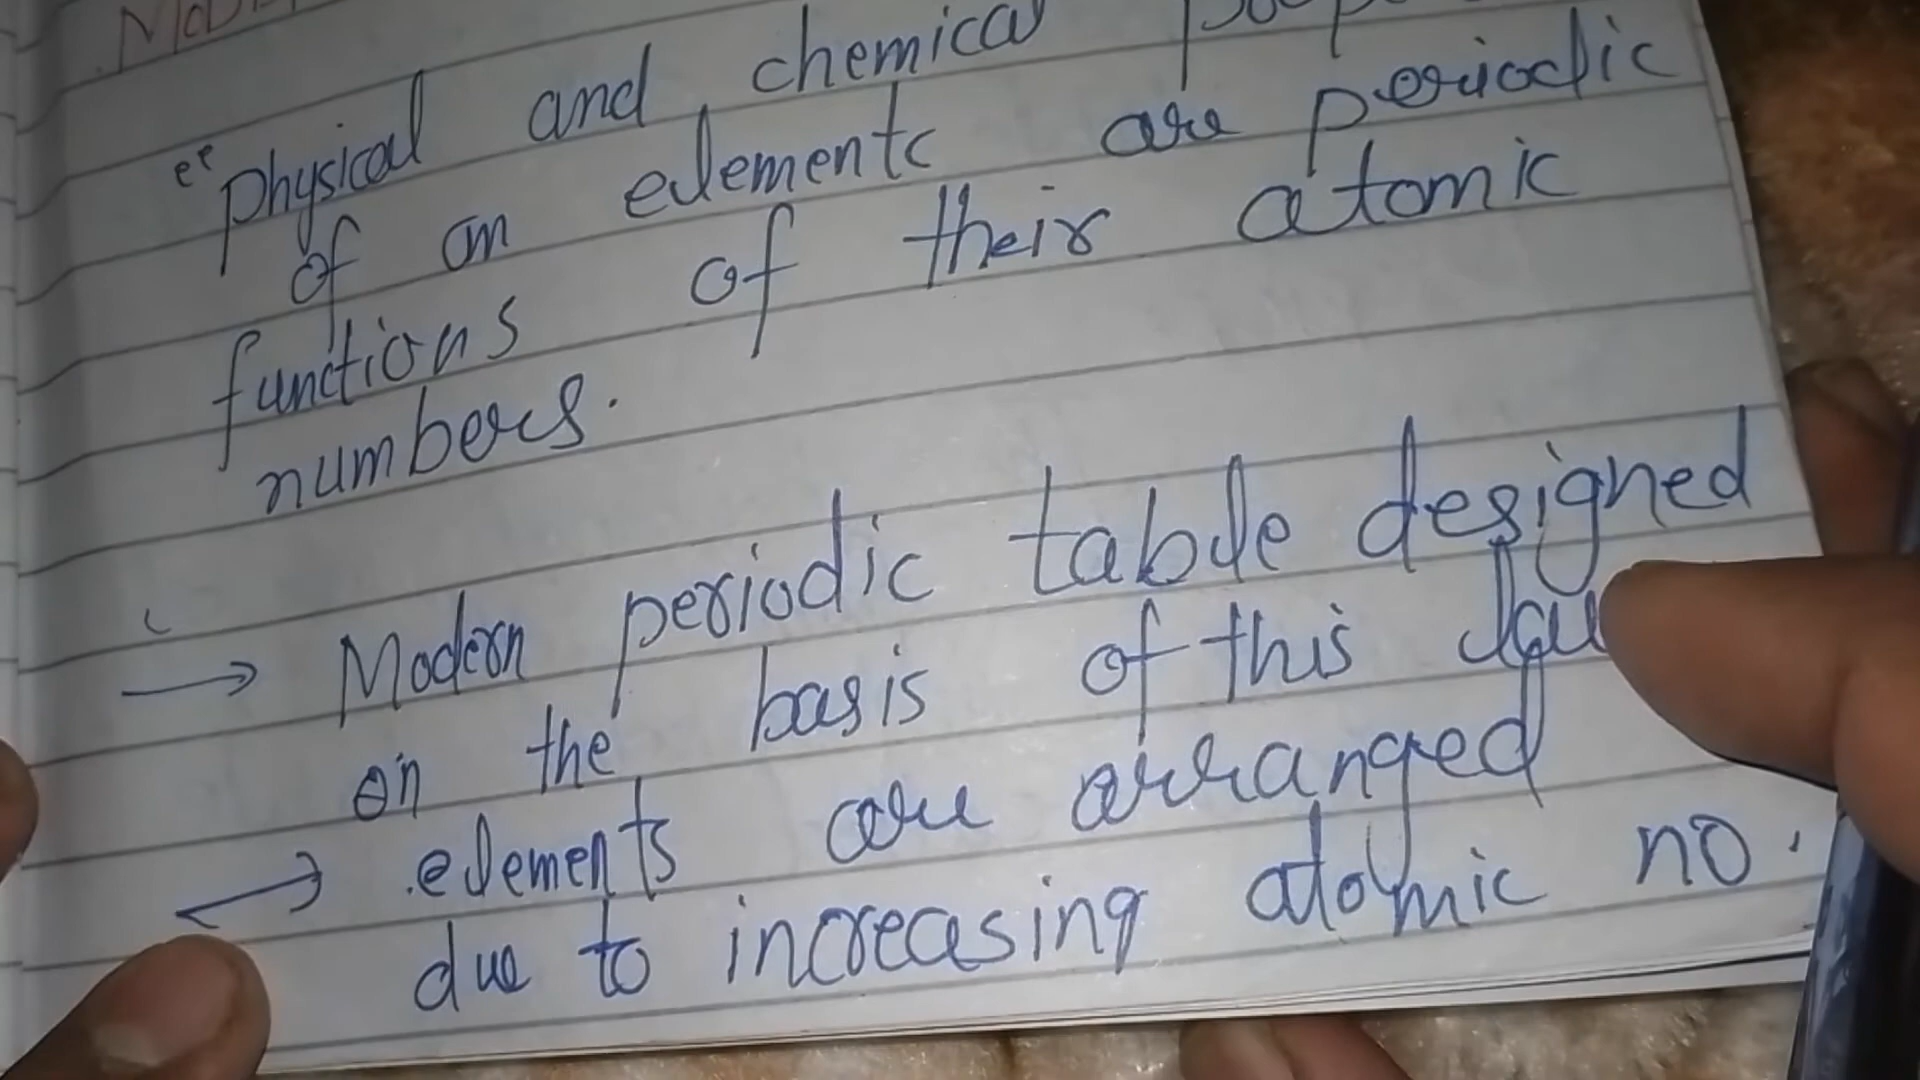 Physical and chemical
of an elements are periodic
functions of their atomic
numbers.
→ Modern periodic table designed
on the basis of this
→ elements are arranged
due to increasing atomic no.